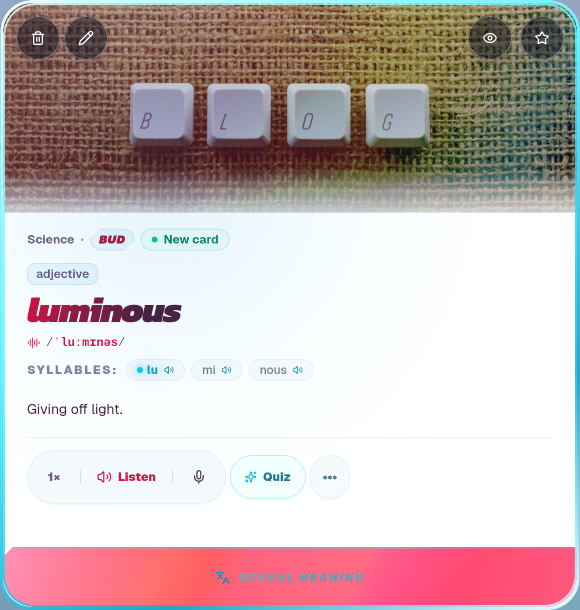 B L O G
Science • BUD New card
adjective
luminous
/ˈluːmɪnəs/
SYLLABLES: lu mi nous
Giving off light.
1× Listen Quiz •••
REVEAL MEANING